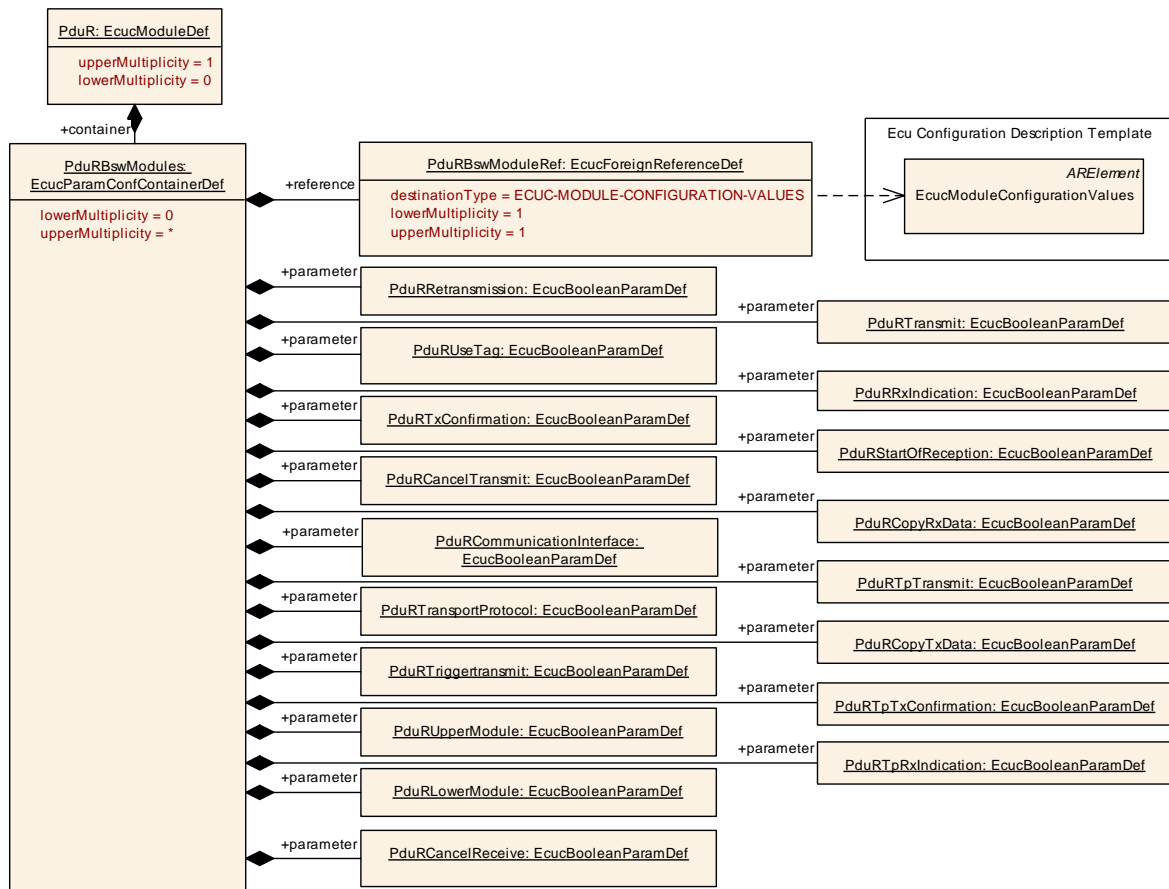 PduR: EcucModuleDef
upperMultiplicity = 1
lowerMultiplicity = 0
+container
PduRBswModules:
EcucParamConfContainerDef
lowerMultiplicity = 0
upperMultiplicity = *
+reference
PduRBswModuleRef: EcucForeignReferenceDef
destinationType = ECUC-MODULE-CONFIGURATION-VALUES
lowerMultiplicity = 1
upperMultiplicity = 1
Ecu Configuration Description Template
ARElement
EcucModuleConfigurationValues
+parameter
PduRRetransmission: EcucBooleanParamDef
+parameter
PduRTransmit: EcucBooleanParamDef
+parameter
PduRUseTag: EcucBooleanParamDef
+parameter
PduRRxIndication: EcucBooleanParamDef
+parameter
PduRTxConfirmation: EcucBooleanParamDef
+parameter
PduRStartOfReception: EcucBooleanParamDef
+parameter
PduRCancelTransmit: EcucBooleanParamDef
+parameter
PduRCopyRxData: EcucBooleanParamDef
+parameter
PduRCommunicationInterface:
EcucBooleanParamDef
+parameter
PduRTpTransmit: EcucBooleanParamDef
+parameter
PduRTransportProtocol: EcucBooleanParamDef
+parameter
PduRCopyTxData: EcucBooleanParamDef
+parameter
PduRTriggertransmit: EcucBooleanParamDef
+parameter
PduRTpTxConfirmation: EcucBooleanParamDef
+parameter
PduRUpperModule: EcucBooleanParamDef
+parameter
PduRTpRxIndication: EcucBooleanParamDef
+parameter
PduRLowerModule: EcucBooleanParamDef
+parameter
PduRCancelReceive: EcucBooleanParamDef